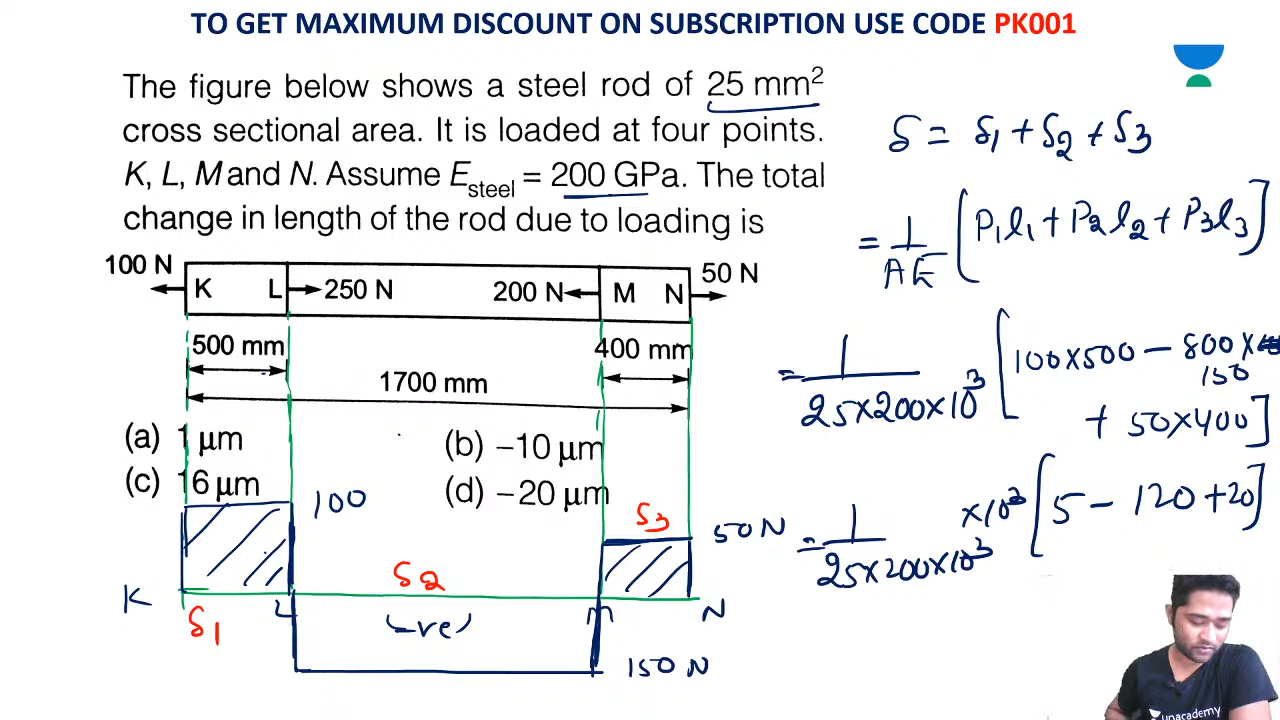 TO GET MAXIMUM DISCOUNT ON SUBSCRIPTION USE CODE PK001
The figure below shows a steel rod of 25 mm²
cross sectional area. It is loaded at four points.
K, L, M and N. Assume E_steel = 200 GPa. The total
change in length of the rod due to loading is
100 N
K L 250 N 200 N M N
50 N
500 mm
400 mm
1700 mm
(a) 1 μm
(b) −10 μm
(c) 16 μm
(d) −20 μm
100
δ3
50 N
δ2
K
L
m
N
δ1
(-ve)
150 N
δ = δ1 + δ2 + δ3
= 1/AE [P1l1 + P2l2 + P3l3]
= 1/25×200×10³ [100×500 − 800×
150
+ 50×400]
= 1/25×200×10³ ×10³ [5 − 120 + 20]
unacademy